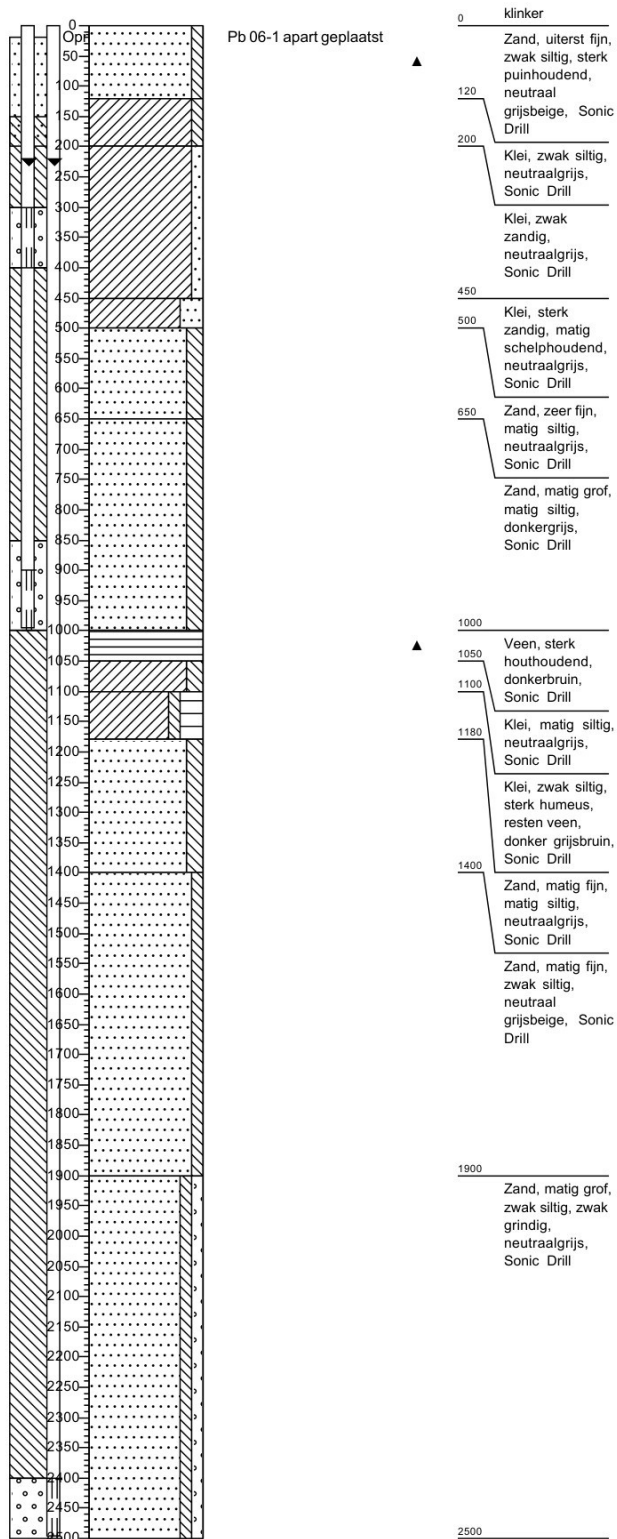 Opm
Pb 06-1 apart geplaatst
0
50
100
150
200
250
300
350
400
450
500
550
600
650
700
750
800
850
900
950
1000
1050
1100
1150
1200
1250
1300
1350
1400
1450
1500
1550
1600
1650
1700
1750
1800
1850
1900
1950
2000
2050
2100
2150
2200
2250
2300
2350
2400
2450
2500
0
klinker
Zand, uiterst fijn,
zwak siltig, sterk
puinhoudend,
neutraal
grijsbeige, Sonic
Drill
120
Klei, zwak siltig,
neutraalgrijs,
Sonic Drill
200
Klei, zwak
zandig,
neutraalgrijs,
Sonic Drill
450
Klei, sterk
zandig, matig
schelphoudend,
neutraalgrijs,
Sonic Drill
500
Zand, zeer fijn,
matig siltig,
neutraalgrijs,
Sonic Drill
650
Zand, matig grof,
matig siltig,
donkergrijs,
Sonic Drill
1000
Veen, sterk
houthoudend,
donkerbruin,
Sonic Drill
1050
Klei, matig siltig,
neutraalgrijs,
Sonic Drill
1100
Klei, zwak siltig,
sterk humeus,
resten veen,
donker grijsbruin,
Sonic Drill
1180
Zand, matig fijn,
matig siltig,
neutraalgrijs,
Sonic Drill
1400
Zand, matig fijn,
zwak siltig,
neutraal
grijsbeige, Sonic
Drill
1900
Zand, matig grof,
zwak siltig, zwak
grindig,
neutraalgrijs,
Sonic Drill
2500